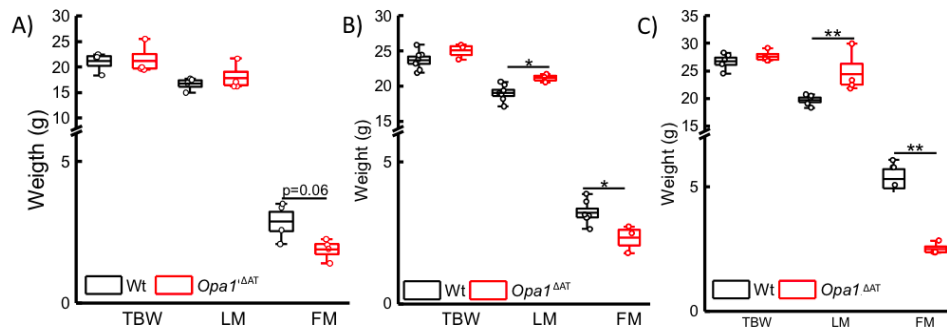 A)
Weigth (g)
30
25
20
15
10
5
0
p=0.06
Wt
Opa1'ΔAT
TBW
LM
FM
B)
Weight (g)
30
25
20
15
5
0
*
*
Wt
Opa1ΔAT
TBW
LM
FM
C)
Weight (g)
35
30
25
20
15
5
0
**
**
Wt
Opa1ΔAT
TBW
LM
FM